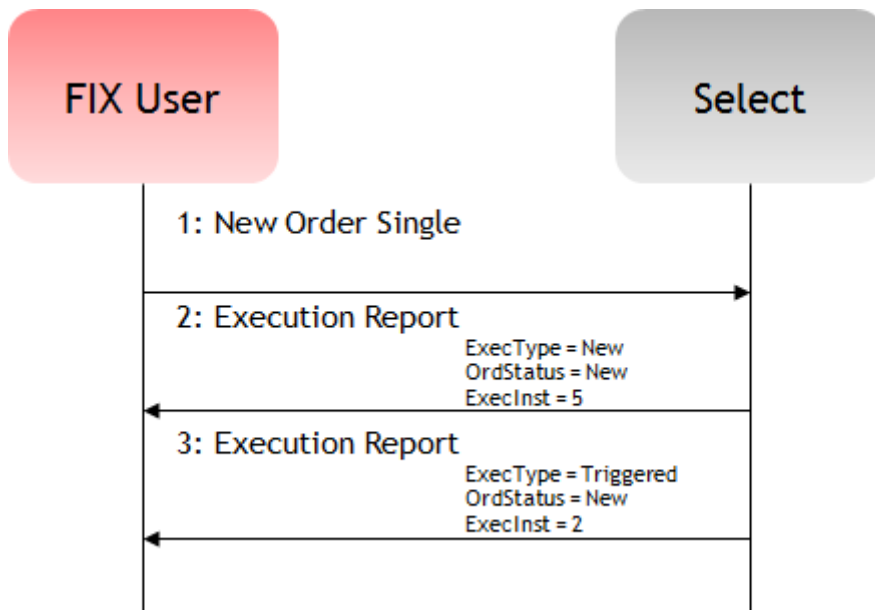 FIX User
Select
1: New Order Single
2: Execution Report
ExecType = New
OrdStatus = New
ExecInst = 5
3: Execution Report
ExecType = Triggered
OrdStatus = New
ExecInst = 2